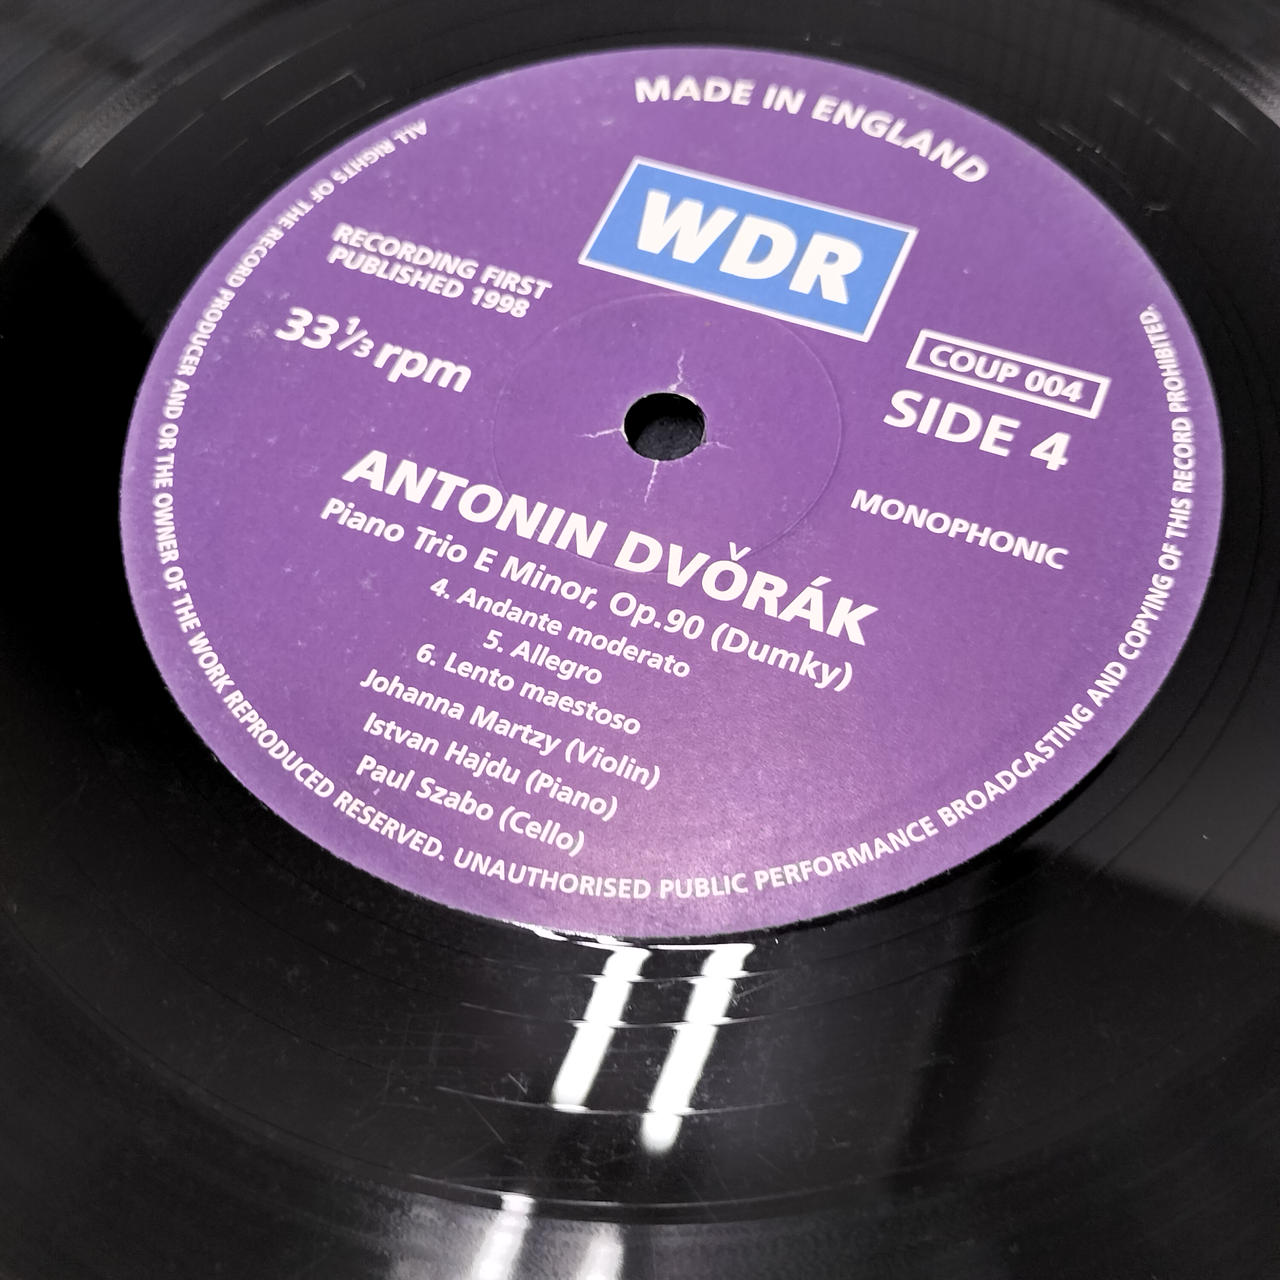 MADE IN ENGLAND
WDR
RECORDING FIRST
PUBLISHED 1998
33 1/3 rpm
COUP 004
SIDE 4
MONOPHONIC
ANTONIN DVOŘÁK
Piano Trio E Minor, Op.90 (Dumky)
4. Andante moderato
5. Allegro
6. Lento maestoso
Johanna Martzy (Violin)
Istvan Hajdu (Piano)
Paul Szabo (Cello)
ALL RIGHTS OF THE RECORD PRODUCER AND OR THE OWNER OF THE WORK REPRODUCED RESERVED. UNAUTHORISED PUBLIC PERFORMANCE BROADCASTING AND COPYING OF THIS RECORD PROHIBITED.